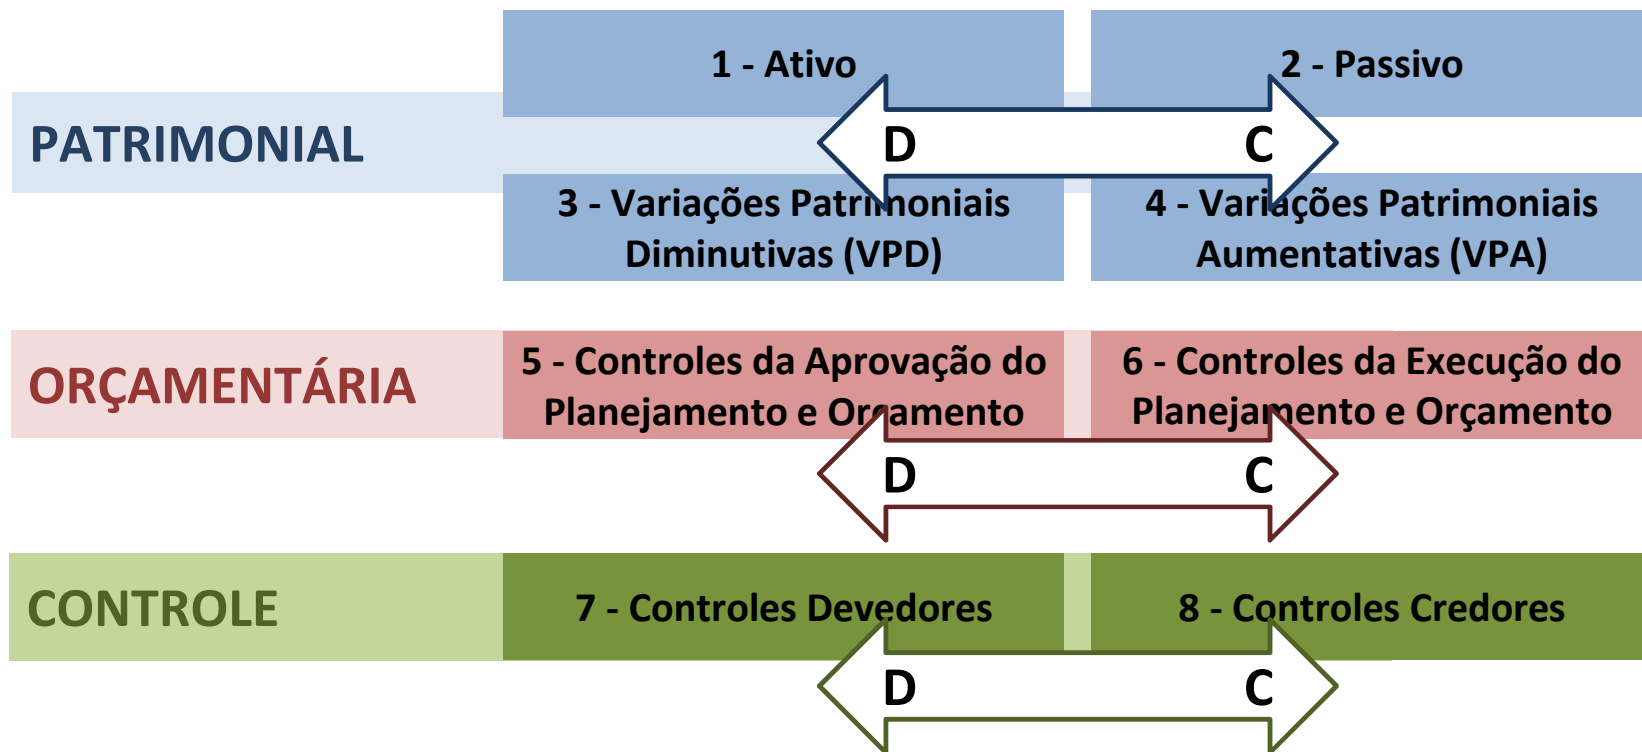 1 - Ativo
2 - Passivo
PATRIMONIAL
D
C
3 - Variações Patrimoniais
Diminutivas (VPD)
4 - Variações Patrimoniais
Aumentativas (VPA)
ORÇAMENTÁRIA
5 - Controles da Aprovação do
Planejamento e Orçamento
6 - Controles da Execução do
Planejamento e Orçamento
D
C
CONTROLE
7 - Controles Devedores
8 - Controles Credores
D
C